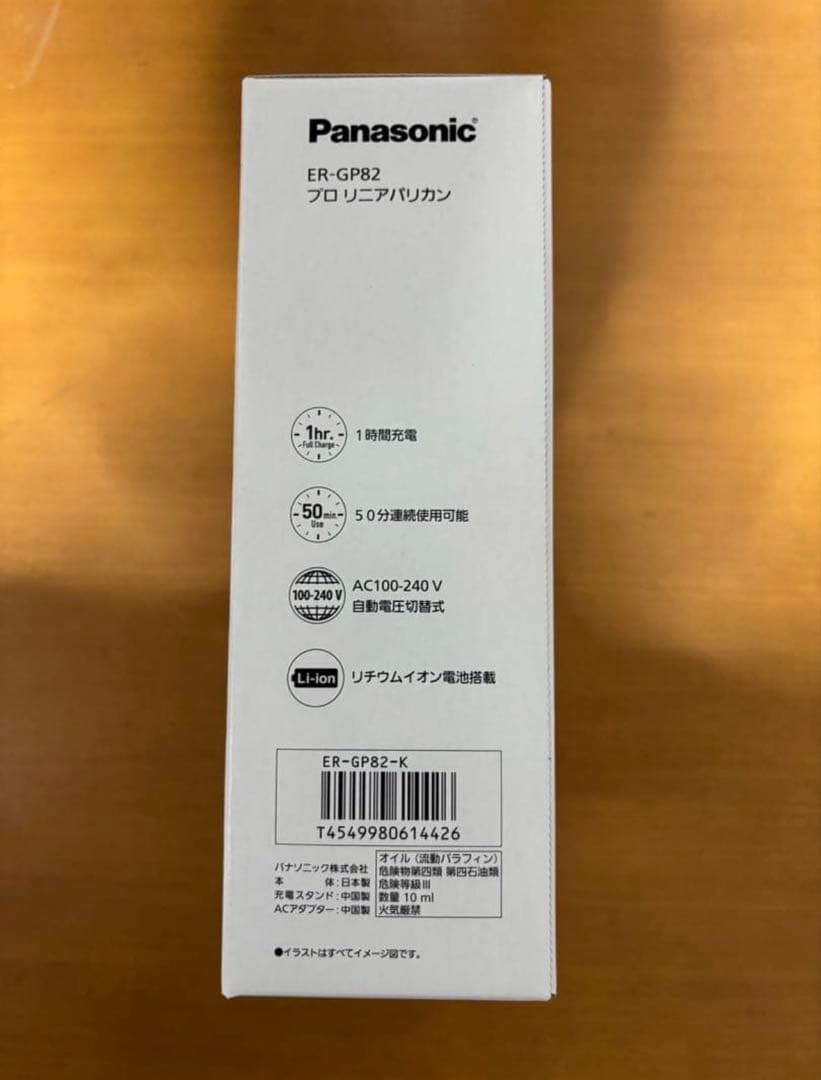 Panasonic®
ER-GP82
プロ リニアバリカン
1hr.
Full Charge
1時間充電
50min.
Use
50分連続使用可能
100-240 V
AC100-240 V
自動電圧切替式
Li-ion
リチウムイオン電池搭載
ER-GP82-K
T4549980614426
パナソニック株式会社
本 体:日本製
充電スタンド:中国製
ACアダプター:中国製
オイル(流動パラフィン)
危険物第四類 第四石油類
危険等級III
数量 10 ml
火気厳禁
●イラストはすべてイメージ図です。